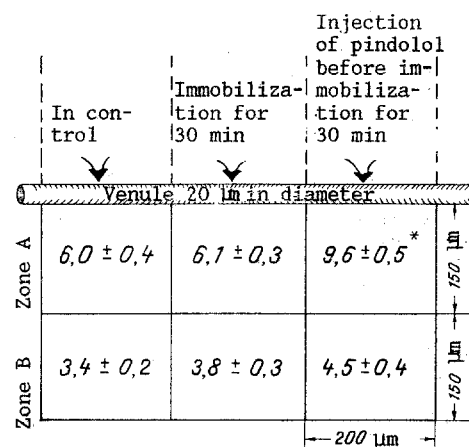 In con-
trol
Immobiliza-
tion for
30 min
Injection
of pindolol
before im-
mobiliza-
tion for
30 min
Venule 20 µm in diameter
Zone A
6,0 ± 0,4
6,1 ± 0,3
9,6 ± 0,5 *
150 µm
Zone B
3,4 ± 0,2
3,8 ± 0,3
4,5 ± 0,4
150 µm
200 µm